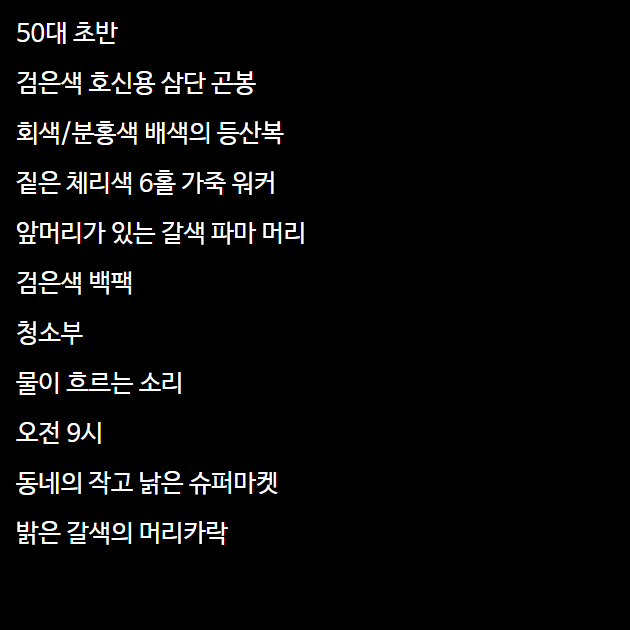 50대 초반
검은색 호신용 삼단 곤봉
회색/분홍색 배색의 등산복
짙은 체리색 6홀 가죽 워커
앞머리가 있는 갈색 파마 머리
검은색 백팩
청소부
물이 흐르는 소리
오전 9시
동네의 작고 낡은 슈퍼마켓
밝은 갈색의 머리카락